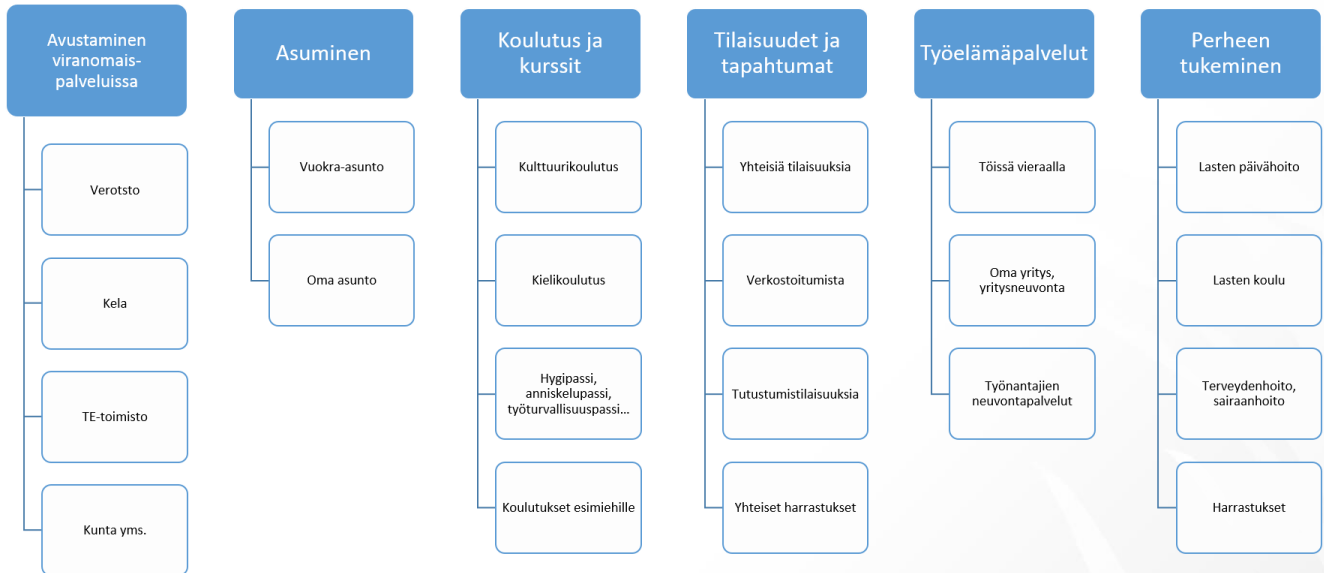 Avustaminen
viranomais-
palveluissa
Verotsto
Kela
TE-toimisto
Kunta yms.
Asuminen
Vuokra-asunto
Oma asunto
Koulutus ja
kurssit
Kulttuurikoulutus
Kielikoulutus
Hygipassi,
anniskelupassi,
työturvallisuuspassi…
Koulutukset esimiehille
Tilaisuudet ja
tapahtumat
Yhteisiä tilaisuuksia
Verkostoitumista
Tutustumistilaisuuksia
Yhteiset harrastukset
Työelämäpalvelut
Töissä vieraalla
Oma yritys,
yritysneuvonta
Työnantajien
neuvontapalvelut
Perheen
tukeminen
Lasten päivähoito
Lasten koulu
Terveydenhoito,
sairaanhoito
Harrastukset